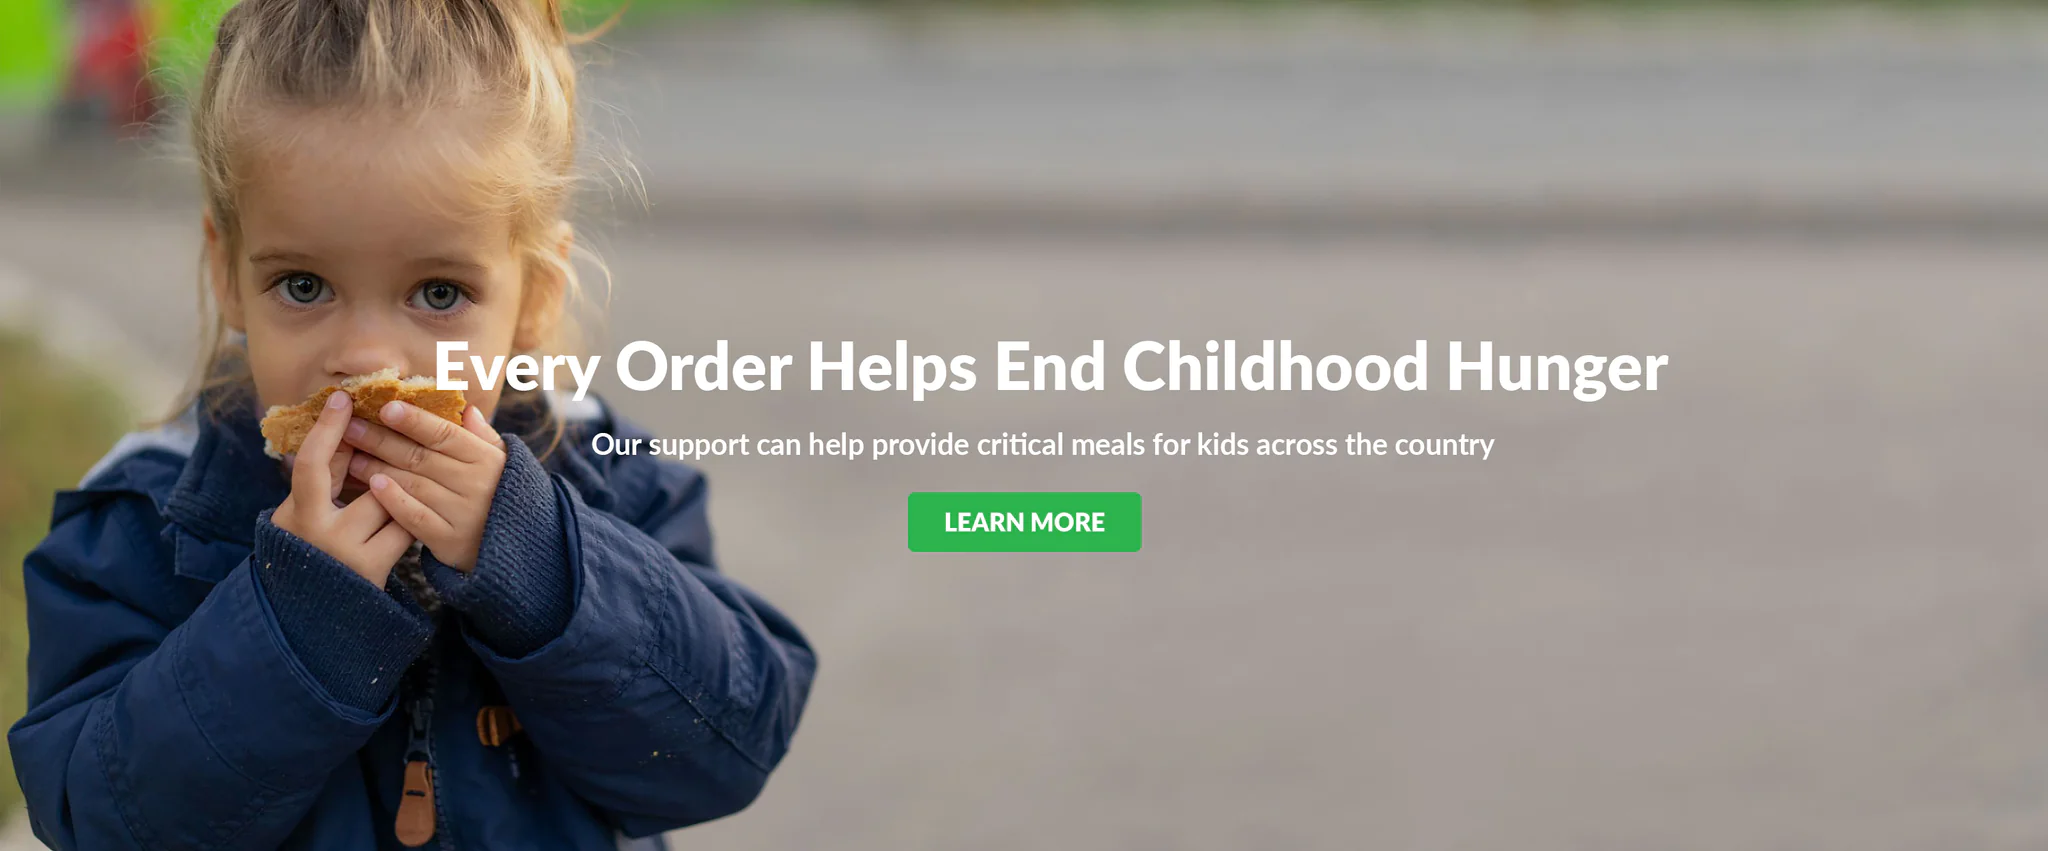 Every Order Helps End Childhood Hunger
Our support can help provide critical meals for kids across the country
LEARN MORE